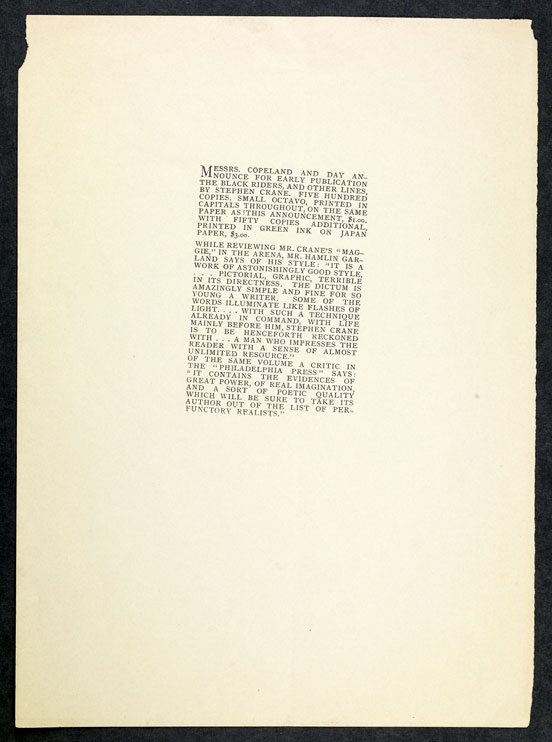 MESSRS. COPELAND AND DAY AN-
NOUNCE FOR EARLY PUBLICATION
THE BLACK RIDERS, AND OTHER LINES,
BY STEPHEN CRANE. FIVE HUNDRED
COPIES, SMALL OCTAVO, PRINTED IN
CAPITALS THROUGHOUT, ON THE SAME
PAPER AS THIS ANNOUNCEMENT, $1.00.
WITH FIFTY COPIES ADDITIONAL,
PRINTED IN GREEN INK ON JAPAN
PAPER, $3.00.
WHILE REVIEWING MR. CRANE'S "MAG-
GIE," IN THE ARENA, MR. HAMLIN GAR-
LAND SAYS OF HIS STYLE: "IT IS A
WORK OF ASTONISHINGLY GOOD STYLE,
. . . PICTORIAL, GRAPHIC, TERRIBLE
IN ITS DIRECTNESS. THE DICTUM IS
AMAZINGLY SIMPLE AND FINE FOR SO
YOUNG A WRITER. SOME OF THE
WORDS ILLUMINATE LIKE FLASHES OF
LIGHT. . . . WITH SUCH A TECHNIQUE
ALREADY IN COMMAND, WITH LIFE
MAINLY BEFORE HIM, STEPHEN CRANE
IS TO BE HENCEFORTH RECKONED
WITH . . . A MAN WHO IMPRESSES THE
READER WITH A SENSE OF ALMOST
UNLIMITED RESOURCE."
OF THE SAME VOLUME A CRITIC IN
THE "PHILADELPHIA PRESS" SAYS:
"IT CONTAINS THE EVIDENCES OF
GREAT POWER, OF REAL IMAGINATION,
AND A SORT OF POETIC QUALITY
WHICH WILL BE SURE TO TAKE ITS
AUTHOR OUT OF THE LIST OF PER-
FUNCTORY REALISTS."